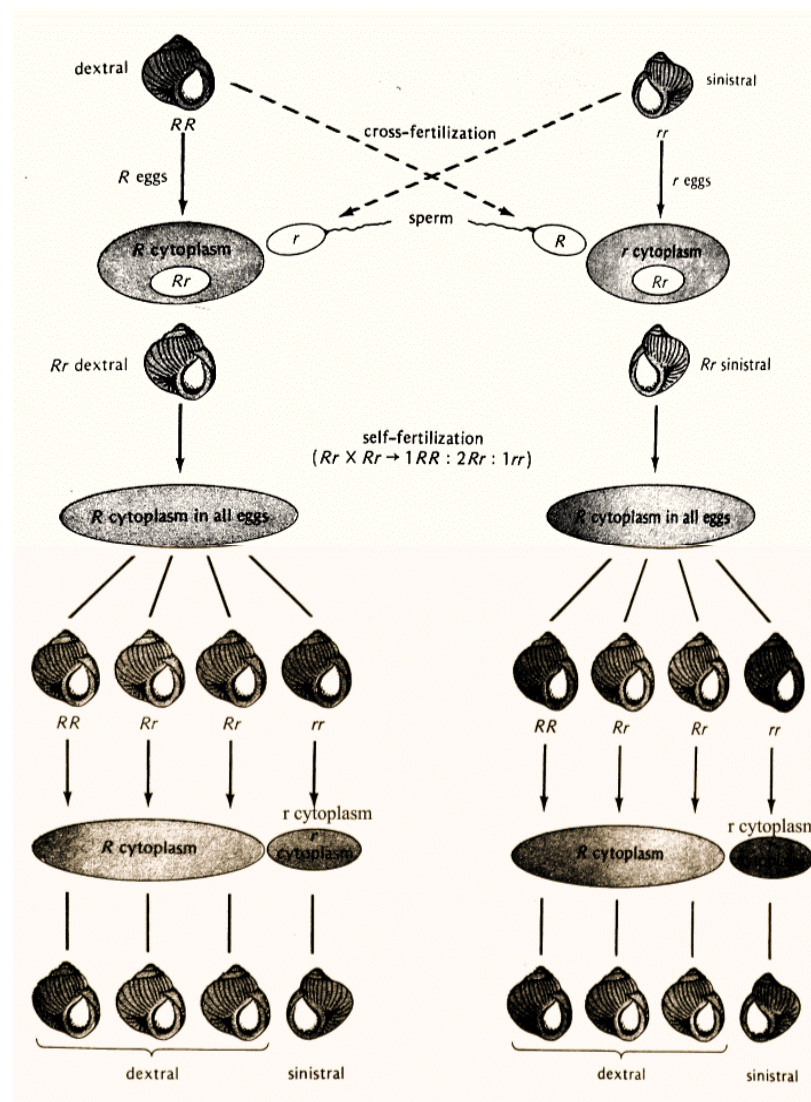 dextral
sinistral
RR
cross-fertilization
rr
R eggs
r eggs
sperm
r
R
R cytoplasm
r cytoplasm
Rr
Rr
Rr dextral
Rr sinistral
self-fertilization
(Rr X Rr → 1RR : 2Rr : 1rr)
R cytoplasm in all eggs
R cytoplasm in all eggs
RR Rr Rr rr
RR Rr Rr rr
r cytoplasm
r cytoplasm
R cytoplasm
r
cytoplasm
R cytoplasm
dextral
sinistral
dextral
sinistral